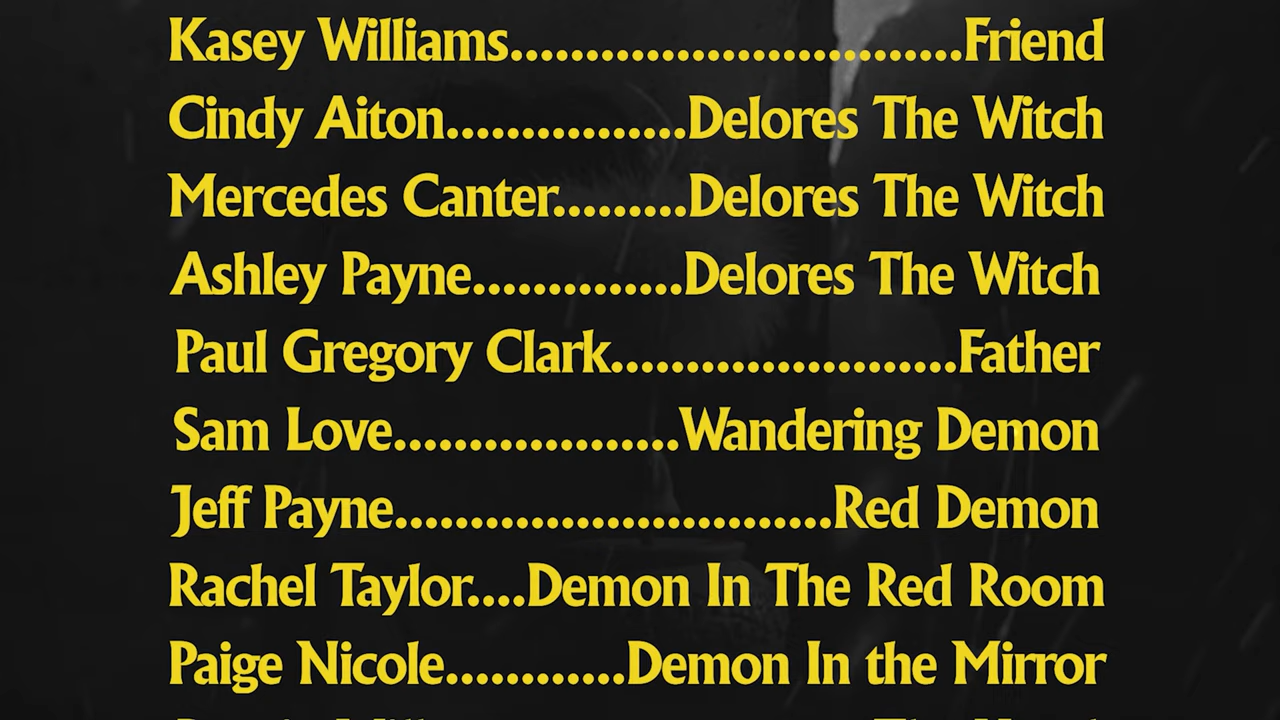 Kasey Williams..............................Friend
Cindy Aiton................Delores The Witch
Mercedes Canter.........Delores The Witch
Ashley Payne..............Delores The Witch
Paul Gregory Clark.......................Father
Sam Love...................Wandering Demon
Jeff Payne.............................Red Demon
Rachel Taylor....Demon In The Red Room
Paige Nicole............Demon In the Mirror